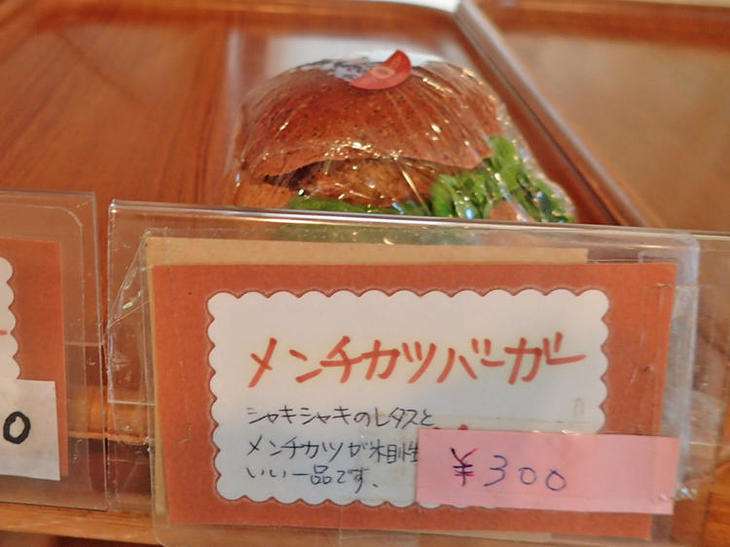 メンチカツバーガー
シャキシャキのレタスと
メンチカツが相性
いい一品です.
¥300
0